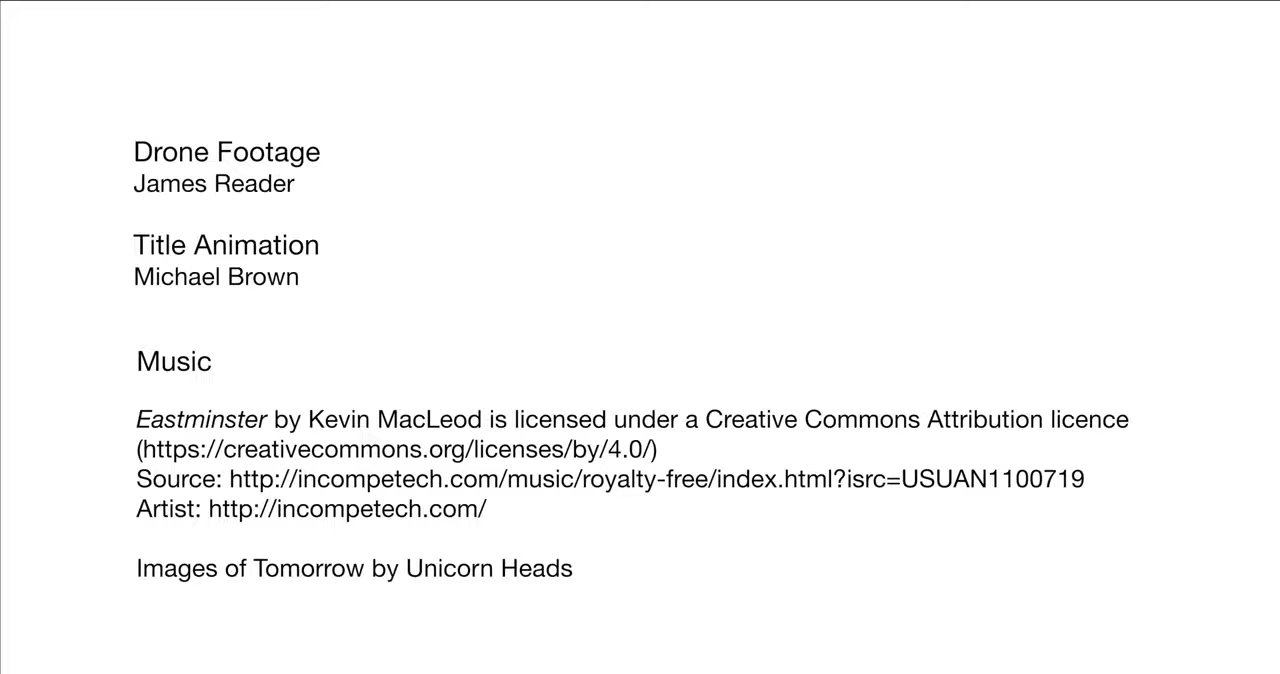 Drone Footage
James Reader
Title Animation
Michael Brown
Music
Eastminster by Kevin MacLeod is licensed under a Creative Commons Attribution licence
(https://creativecommons.org/licenses/by/4.0/)
Source: http://incompetech.com/music/royalty-free/index.html?isrc=USUAN1100719
Artist: http://incompetech.com/
Images of Tomorrow by Unicorn Heads